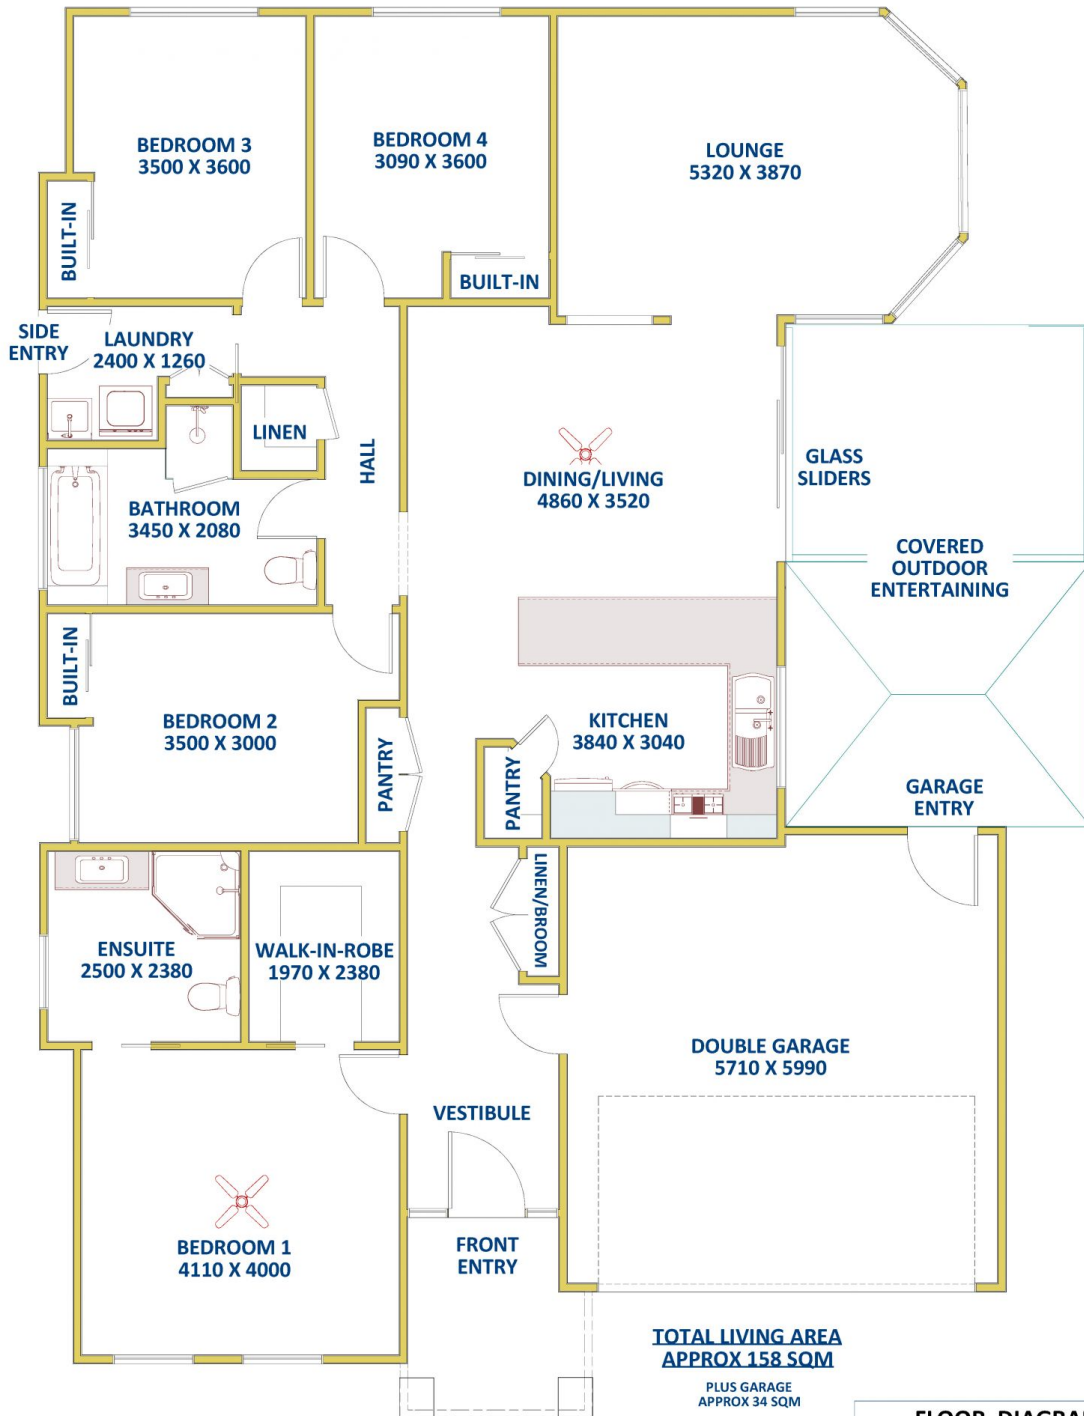 BEDROOM 3
3500 X 3600
BEDROOM 4
3090 X 3600
LOUNGE
5320 X 3870
BUILT-IN
BUILT-IN
SIDE
ENTRY
LAUNDRY
2400 X 1260
LINEN
HALL
BATHROOM
3450 X 2080
DINING/LIVING
4860 X 3520
GLASS
SLIDERS
COVERED
OUTDOOR
ENTERTAINING
BUILT-IN
BEDROOM 2
3500 X 3000
PANTRY
KITCHEN
3840 X 3040
PANTRY
GARAGE
ENTRY
LINEN/BROOM
ENSUITE
2500 X 2380
WALK-IN-ROBE
1970 X 2380
DOUBLE GARAGE
5710 X 5990
VESTIBULE
BEDROOM 1
4110 X 4000
FRONT
ENTRY
TOTAL LIVING AREA
APPROX 158 SQM
PLUS GARAGE
APPROX 34 SQM
FLOOR DIAGRA